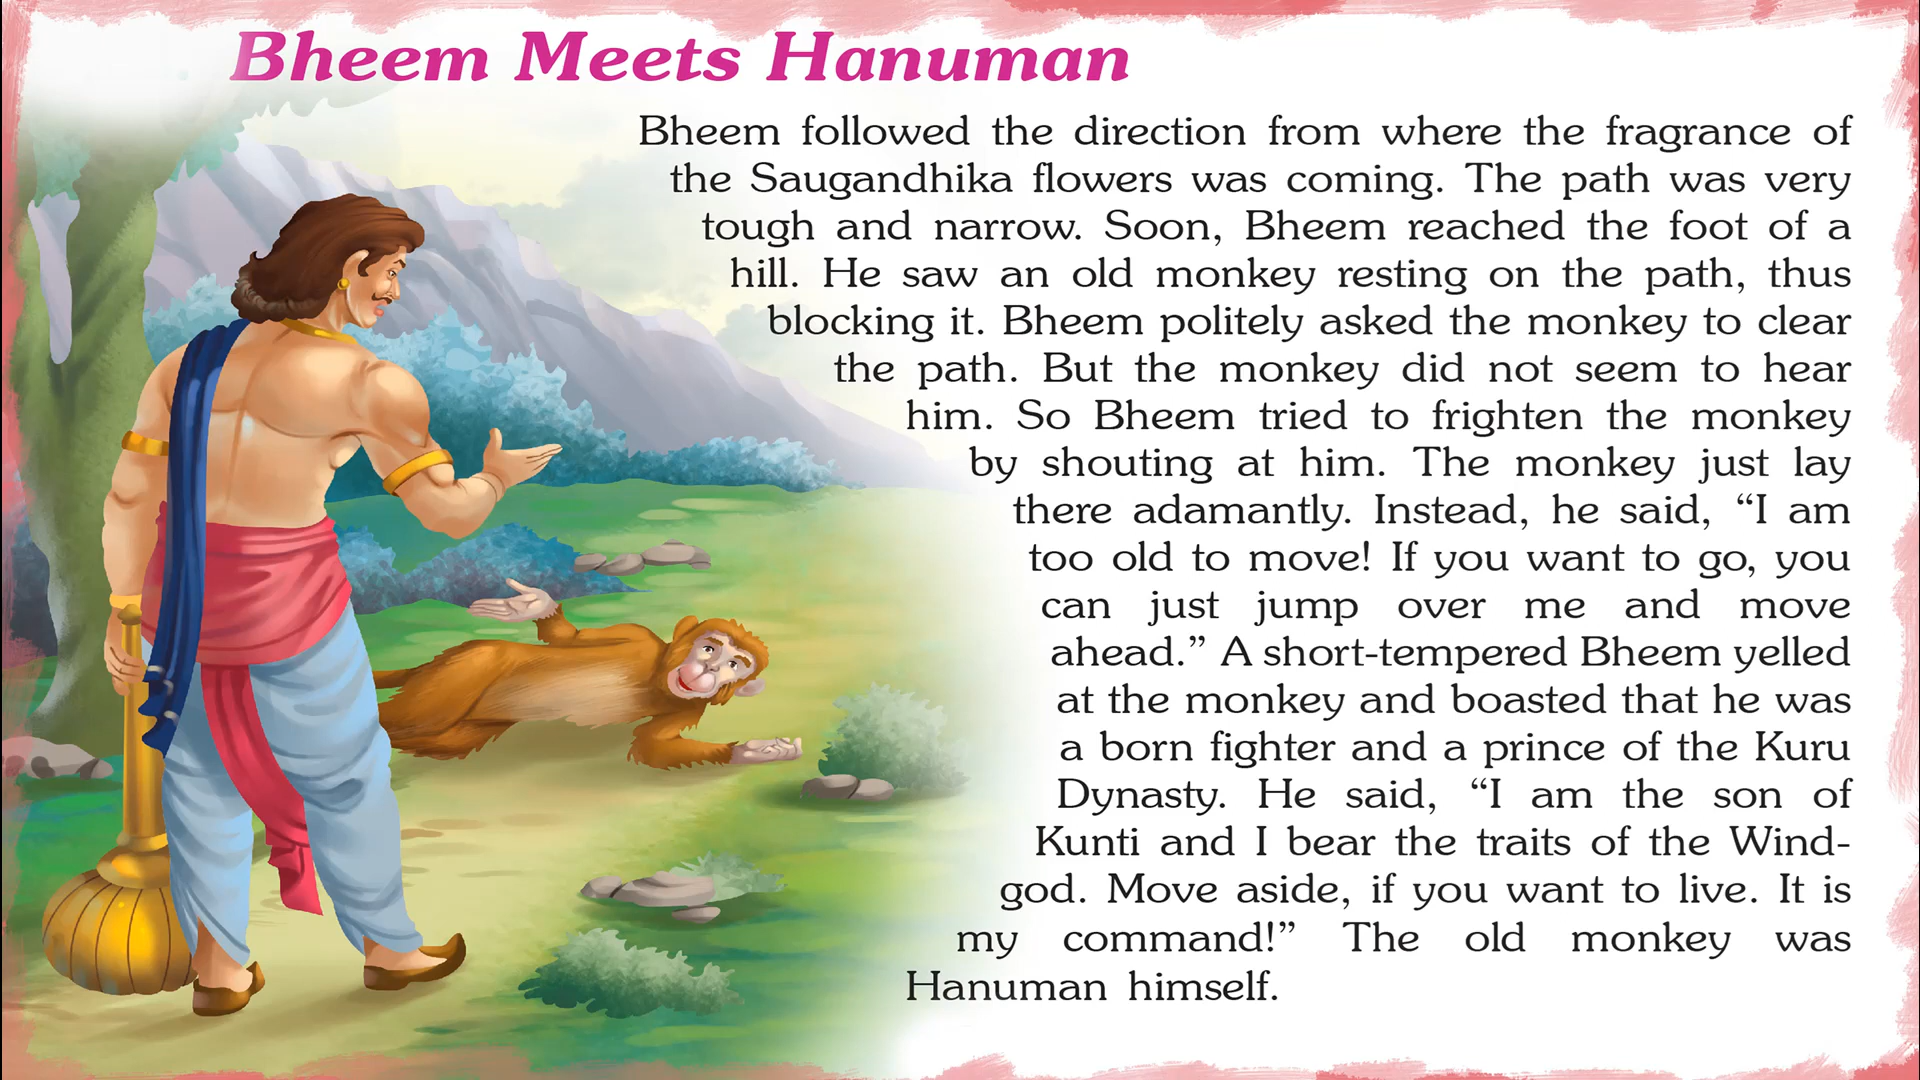 Bheem Meets Hanuman
Bheem followed the direction from where the fragrance of
the Saugandhika flowers was coming. The path was very
tough and narrow. Soon, Bheem reached the foot of a
hill. He saw an old monkey resting on the path, thus
blocking it. Bheem politely asked the monkey to clear
the path. But the monkey did not seem to hear
him. So Bheem tried to frighten the monkey
by shouting at him. The monkey just lay
there adamantly. Instead, he said, “I am
too old to move! If you want to go, you
can just jump over me and move
ahead.” A short-tempered Bheem yelled
at the monkey and boasted that he was
a born fighter and a prince of the Kuru
Dynasty. He said, “I am the son of
Kunti and I bear the traits of the Wind-
god. Move aside, if you want to live. It is
my command!” The old monkey was
Hanuman himself.